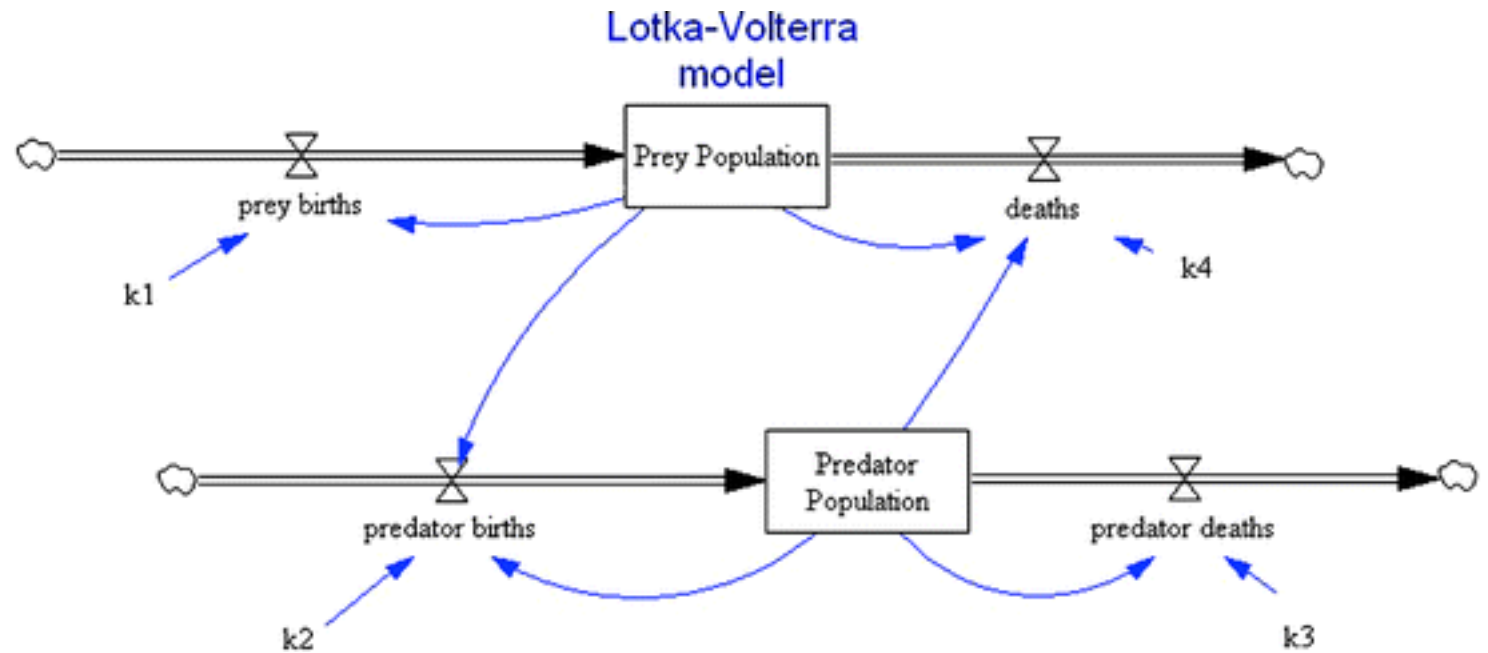 Lotka-Volterra
model
Prey Population
prey births
deaths
k1
k4
Predator
Population
predator births
predator deaths
k2
k3